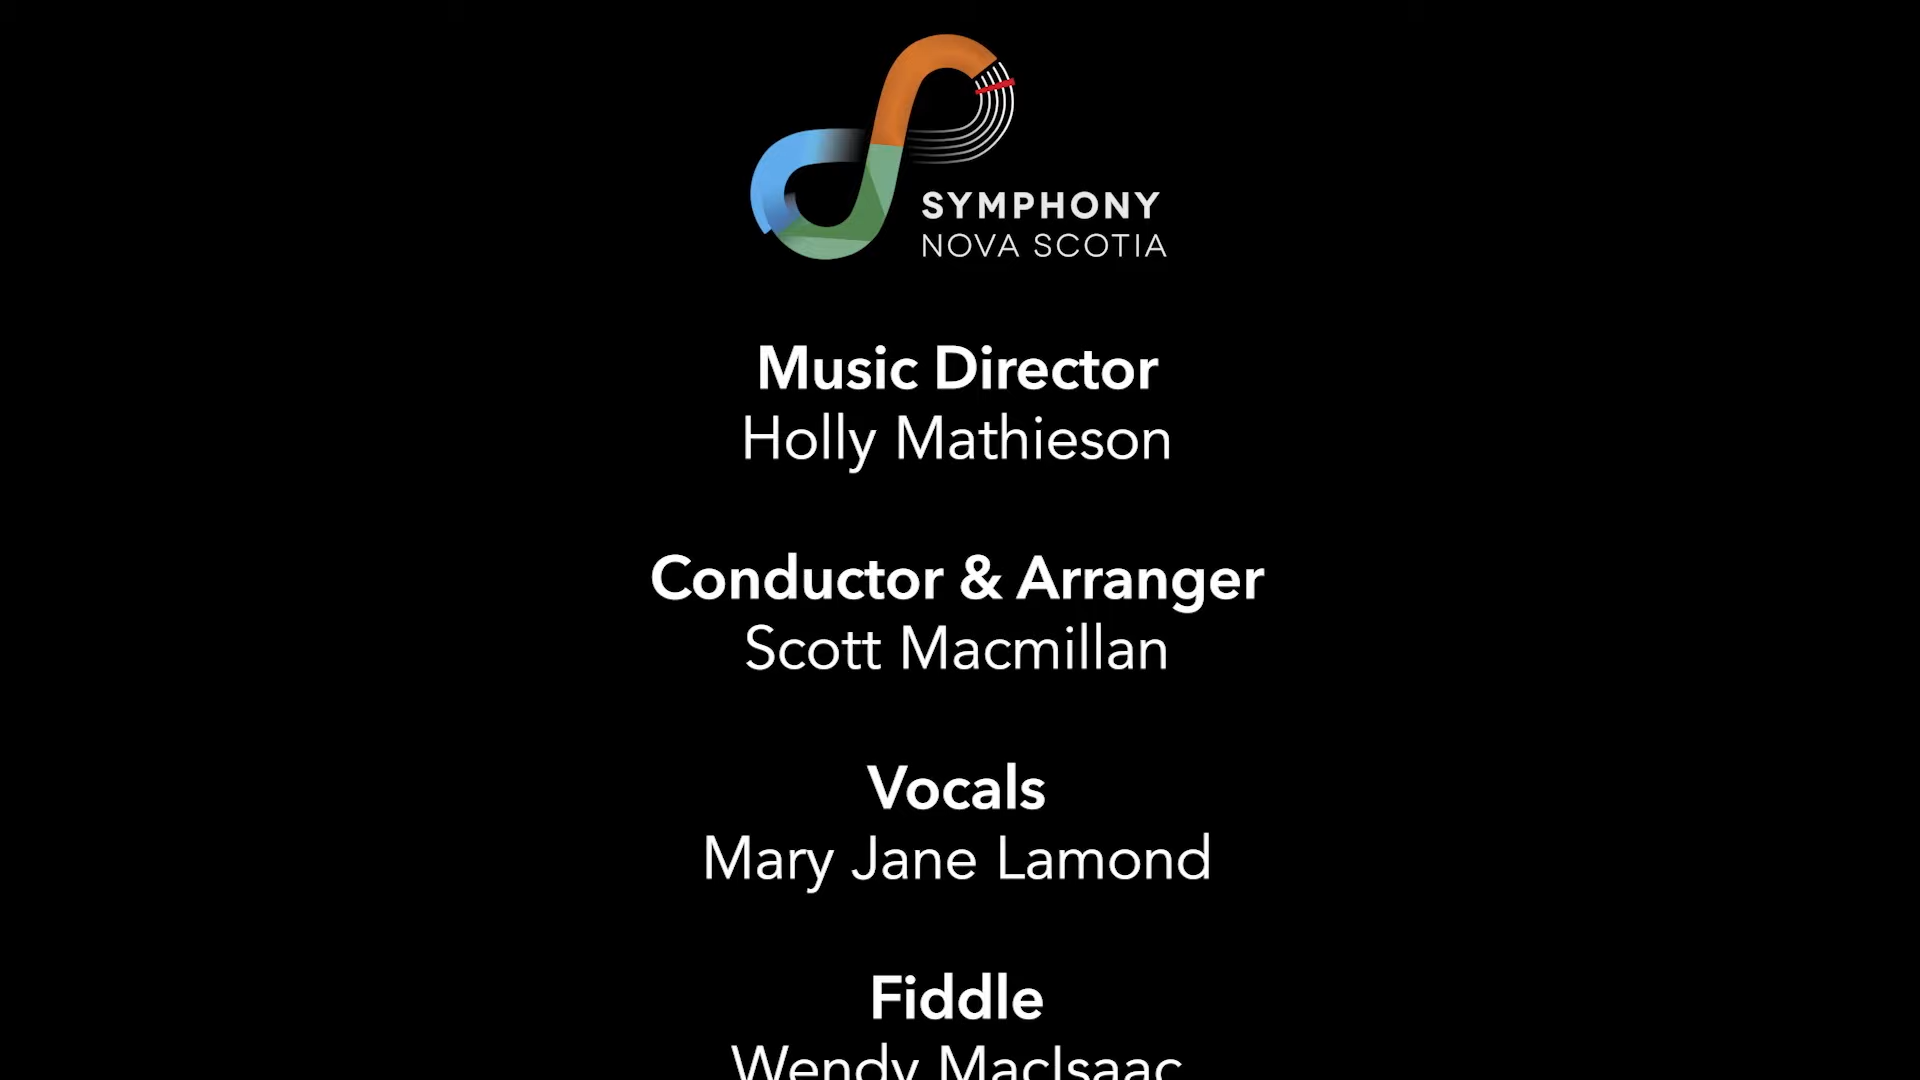 SYMPHONY
NOVA SCOTIA
Music Director
Holly Mathieson
Conductor & Arranger
Scott Macmillan
Vocals
Mary Jane Lamond
Fiddle
Wendy MacIsaac